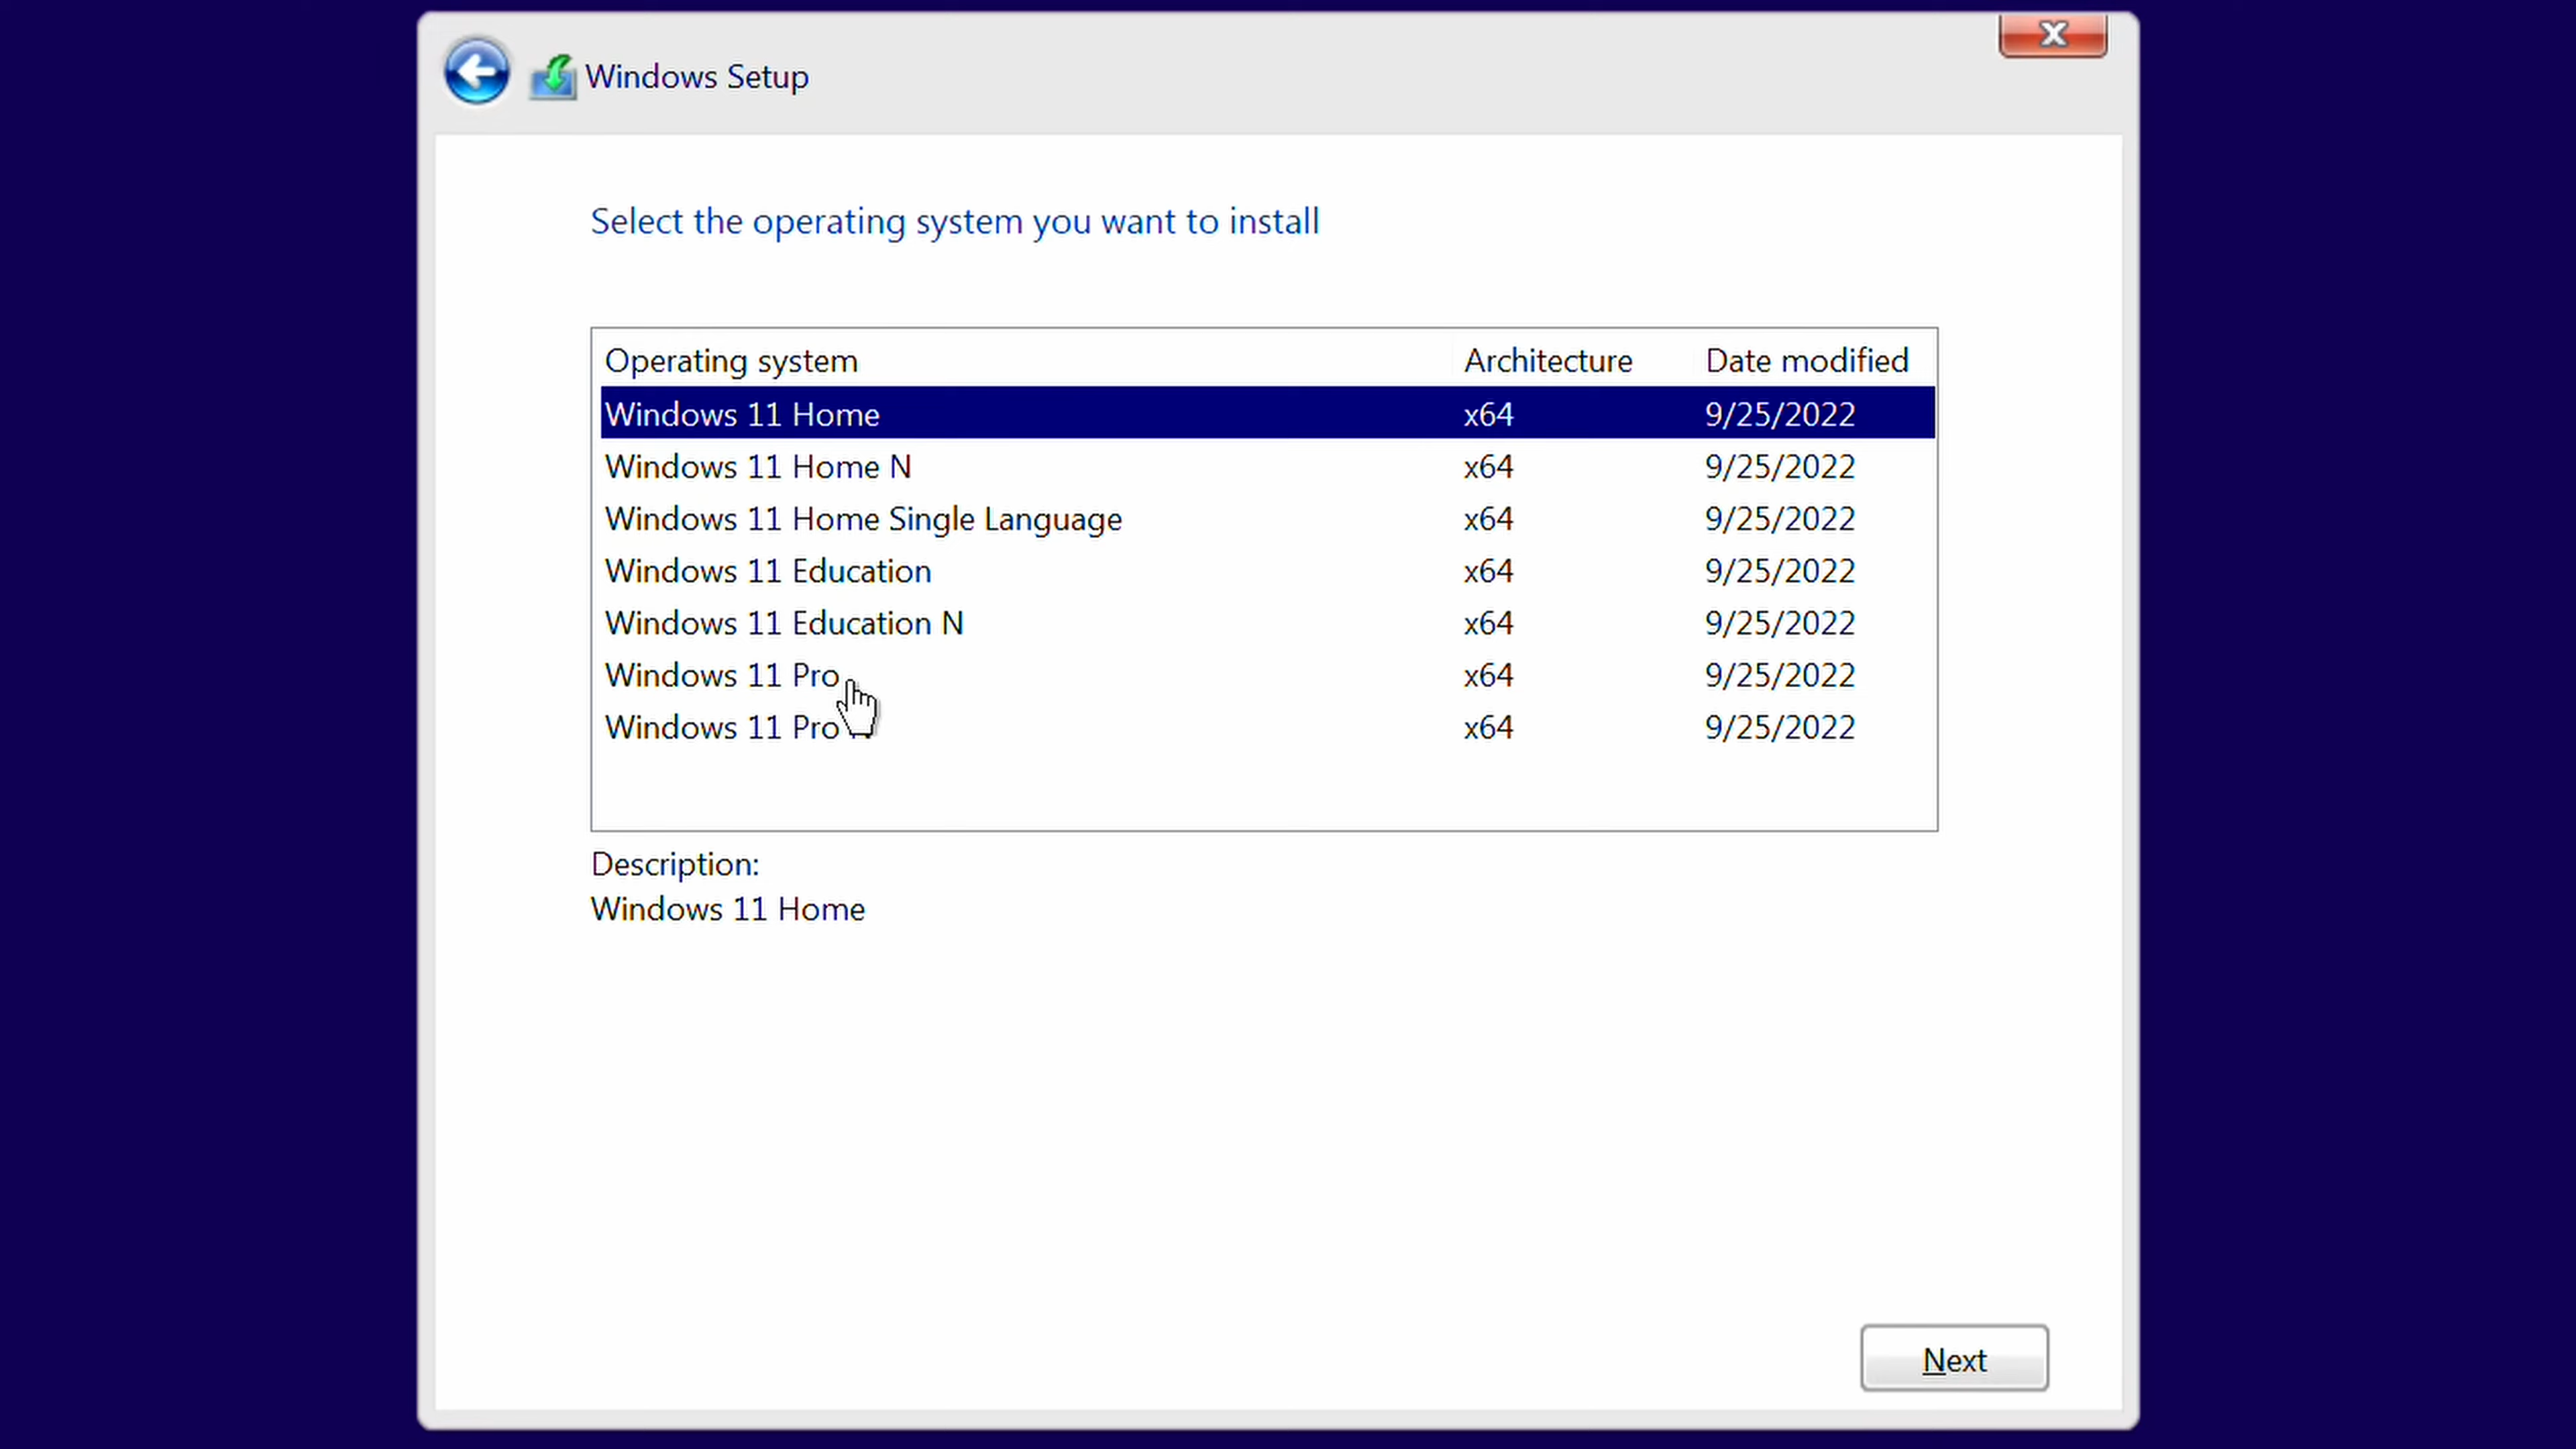 Windows Setup
Select the operating system you want to install
Operating system Architecture Date modified
Windows 11 Home x64 9/25/2022
Windows 11 Home N x64 9/25/2022
Windows 11 Home Single Language x64 9/25/2022
Windows 11 Education x64 9/25/2022
Windows 11 Education N x64 9/25/2022
Windows 11 Pro x64 9/25/2022
Windows 11 Pro x64 9/25/2022
Description:
Windows 11 Home
Next